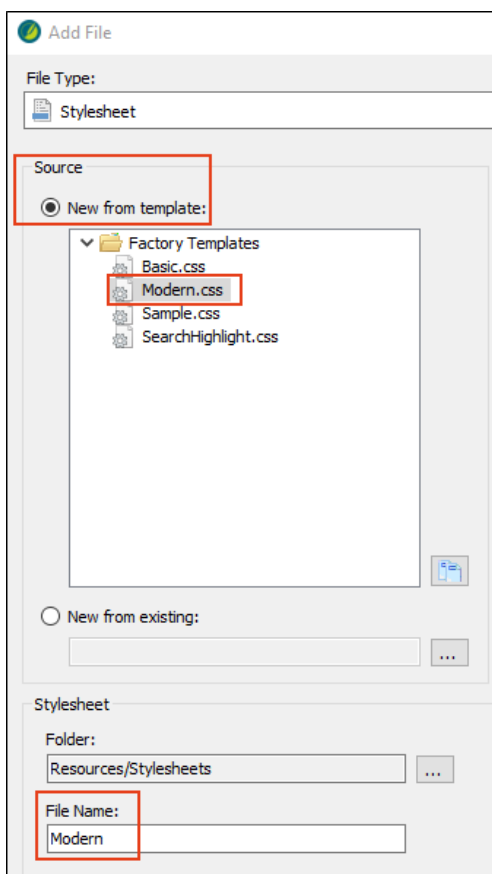 Add File
File Type:
Stylesheet
Source
New from template:
Factory Templates
Basic.css
Modern.css
Sample.css
SearchHighlight.css
New from existing:
...
Stylesheet
Folder:
Resources/Stylesheets
...
File Name:
Modern